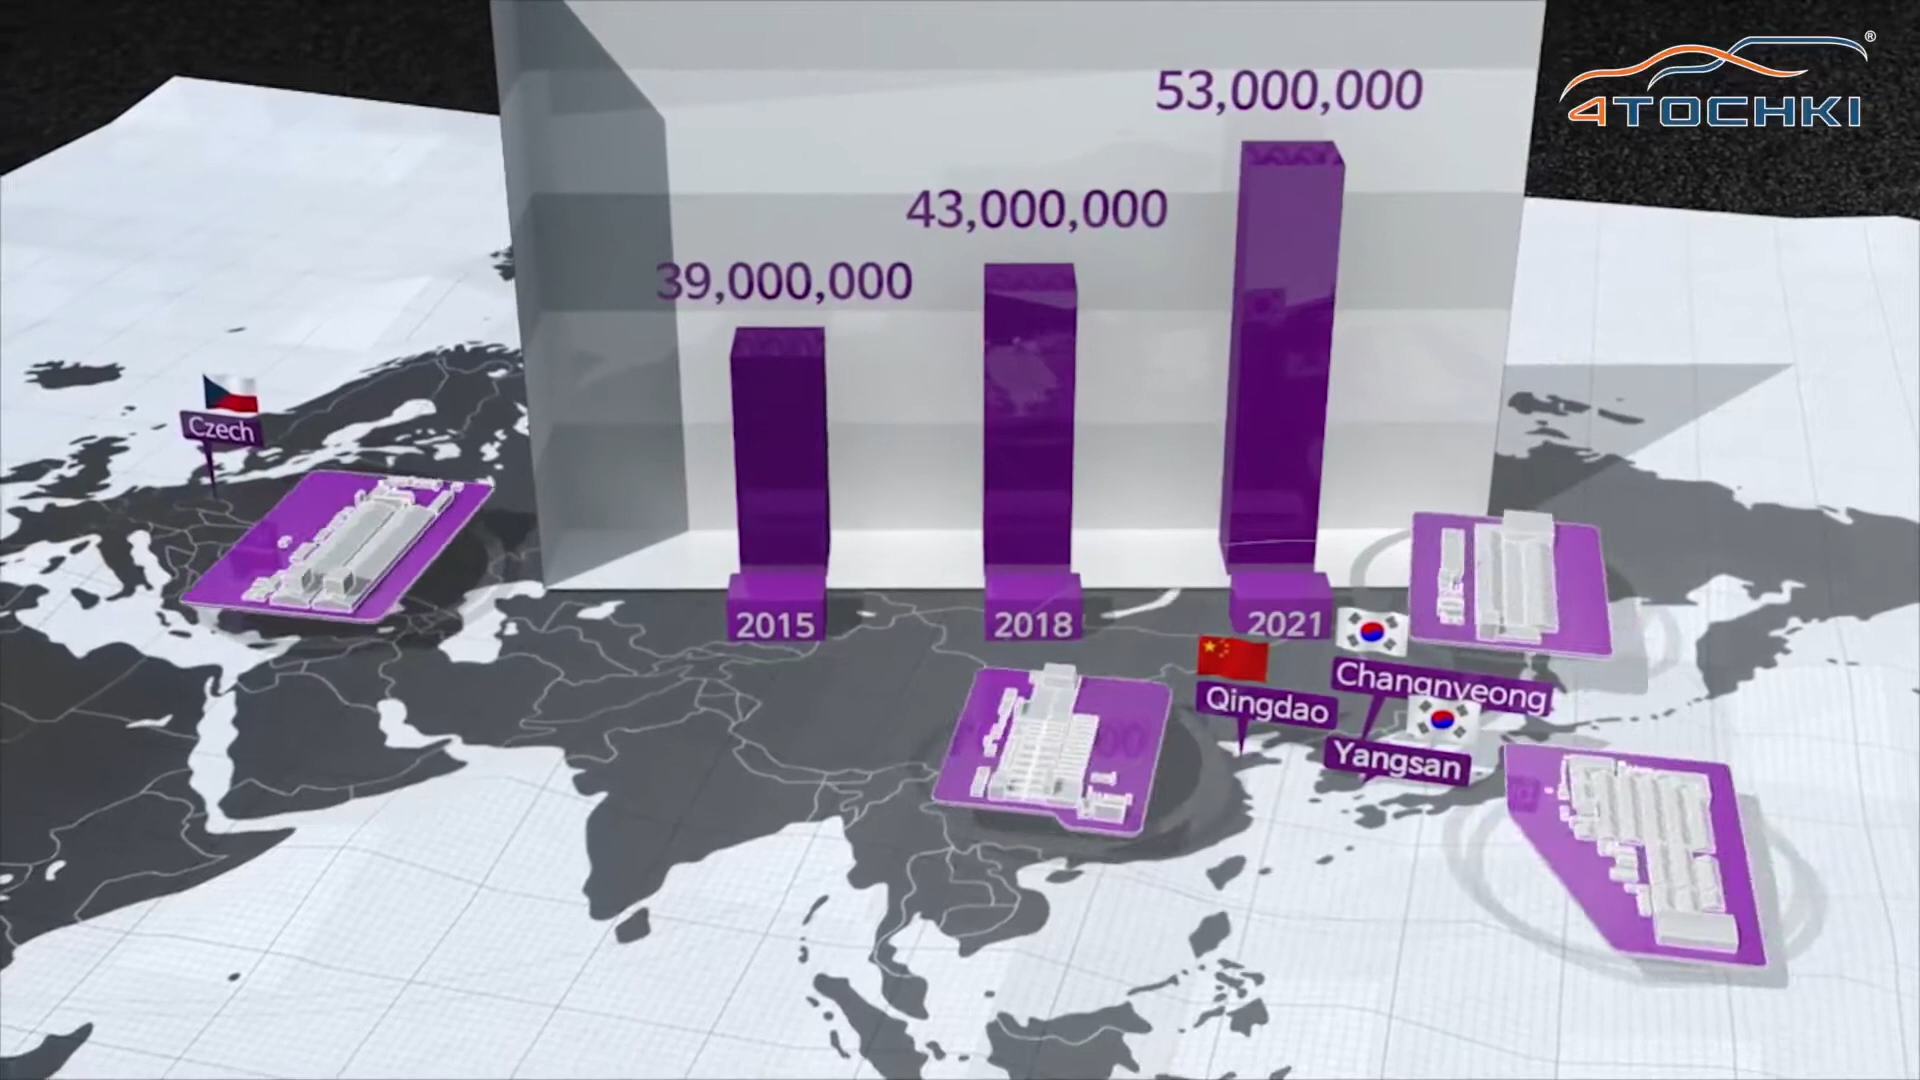 4TOCHKI®
53,000,000
43,000,000
39,000,000
Czech
2015
2018
2021
Changnyeong
Qingdao
Yangsan